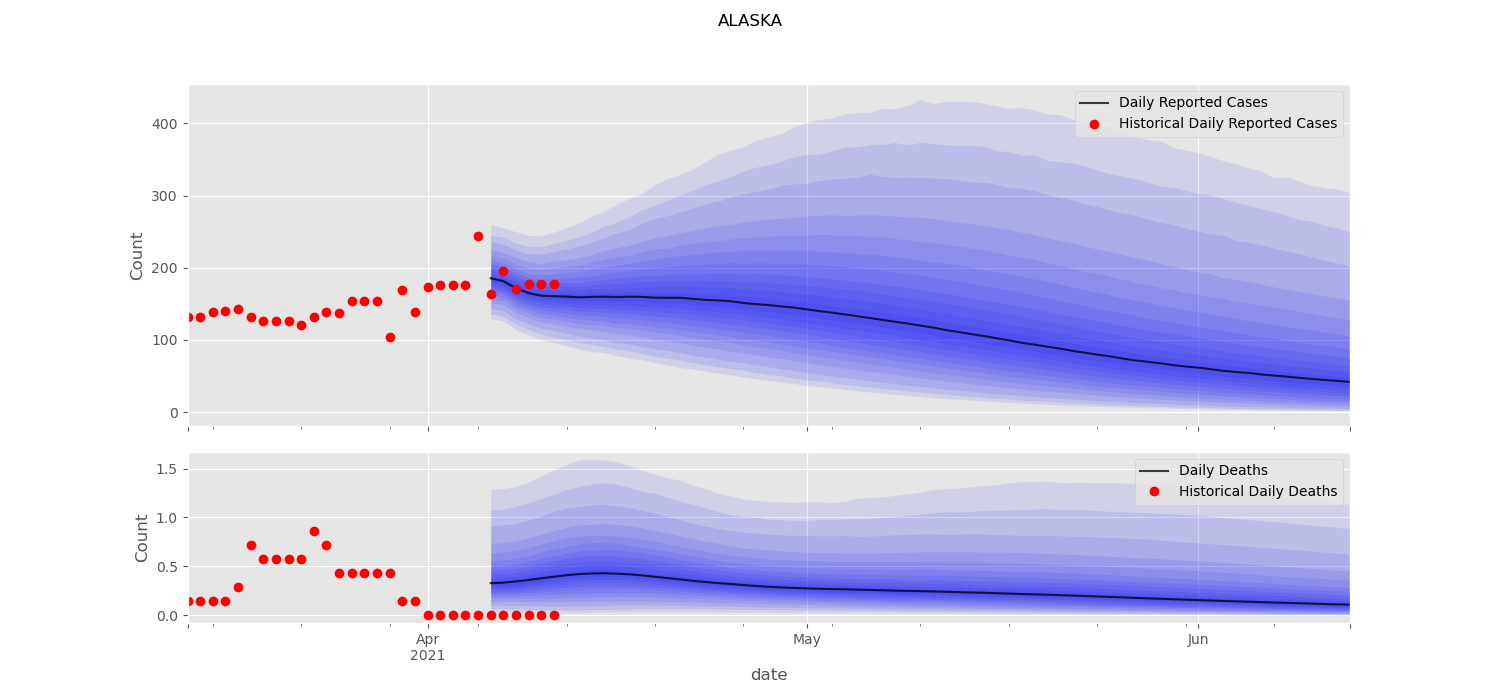 ALASKA
Daily Reported Cases
Historical Daily Reported Cases
400
300
200
100
0
Count
Daily Deaths
Historical Daily Deaths
1.5
1.0
0.5
0.0
Count
Apr
2021
May
Jun
date